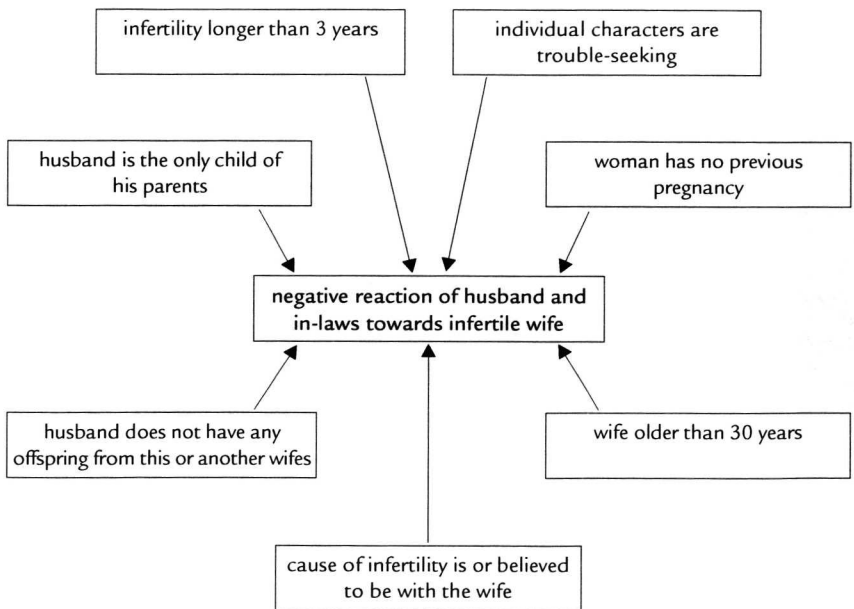 infertility longer than 3 years
individual characters are
trouble-seeking
husband is the only child of
his parents
woman has no previous
pregnancy
negative reaction of husband and
in-laws towards infertile wife
husband does not have any
offspring from this or another wifes
wife older than 30 years
cause of infertility is or believed
to be with the wife